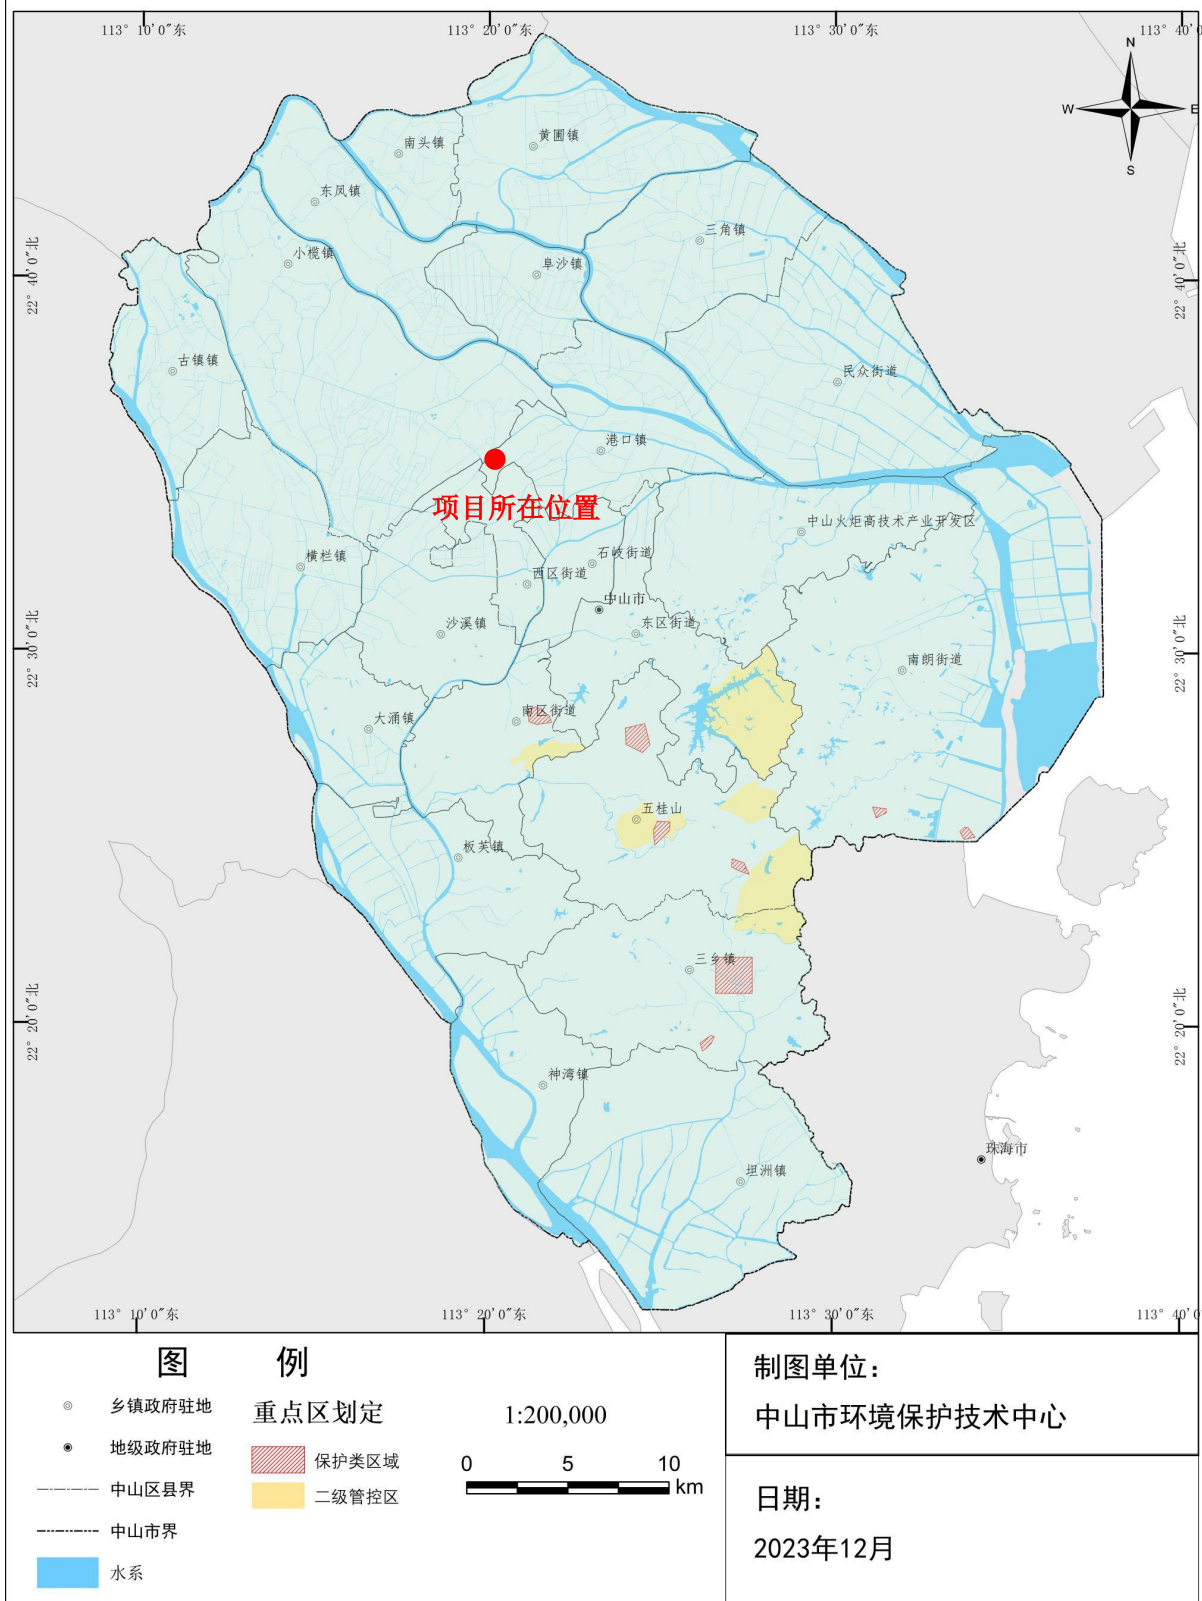 113° 10'0"东
113° 20'0"东
113° 30'0"东
113° 40'0
N
W
E
S
22° 40'0"北
22° 40'0"北
南头镇
黄圃镇
东凤镇
三角镇
小榄镇
阜沙镇
古镇镇
民众街道
港口镇
项目所在位置
中山火炬高技术产业开发区
横栏镇
石岐街道
西区街道
中山市
沙溪镇
东区街道
22° 30'0"北
22° 30'0"北
南朗街道
大涌镇
南区街道
五桂山
板芙镇
三乡镇
22° 20'0"北
22° 20'0"北
神湾镇
珠海市
坦洲镇
113° 10'0"东
113° 20'0"东
113° 30'0"东
113° 40'0
图 例
乡镇政府驻地
地级政府驻地
中山区县界
中山市界
水系
重点区划定
保护类区域
二级管控区
1:200,000
0 5 10
km
制图单位：
中山市环境保护技术中心
日期：
2023年12月